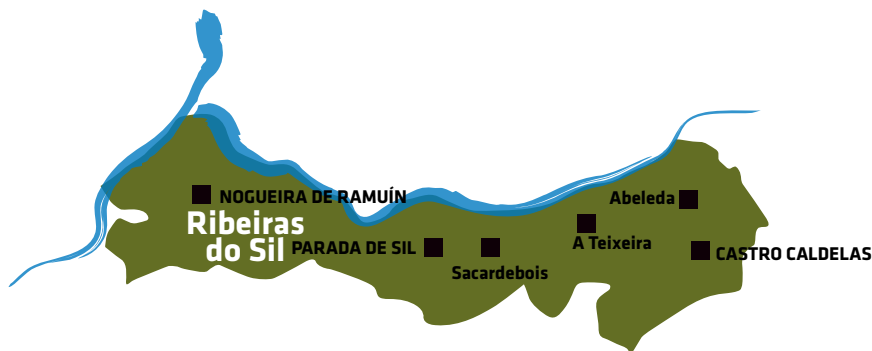 NOGUEIRA DE RAMUÍN
Abeleda
Ribeiras
do Sil
PARADA DE SIL
A Teixeira
CASTRO CALDELAS
Sacardebois